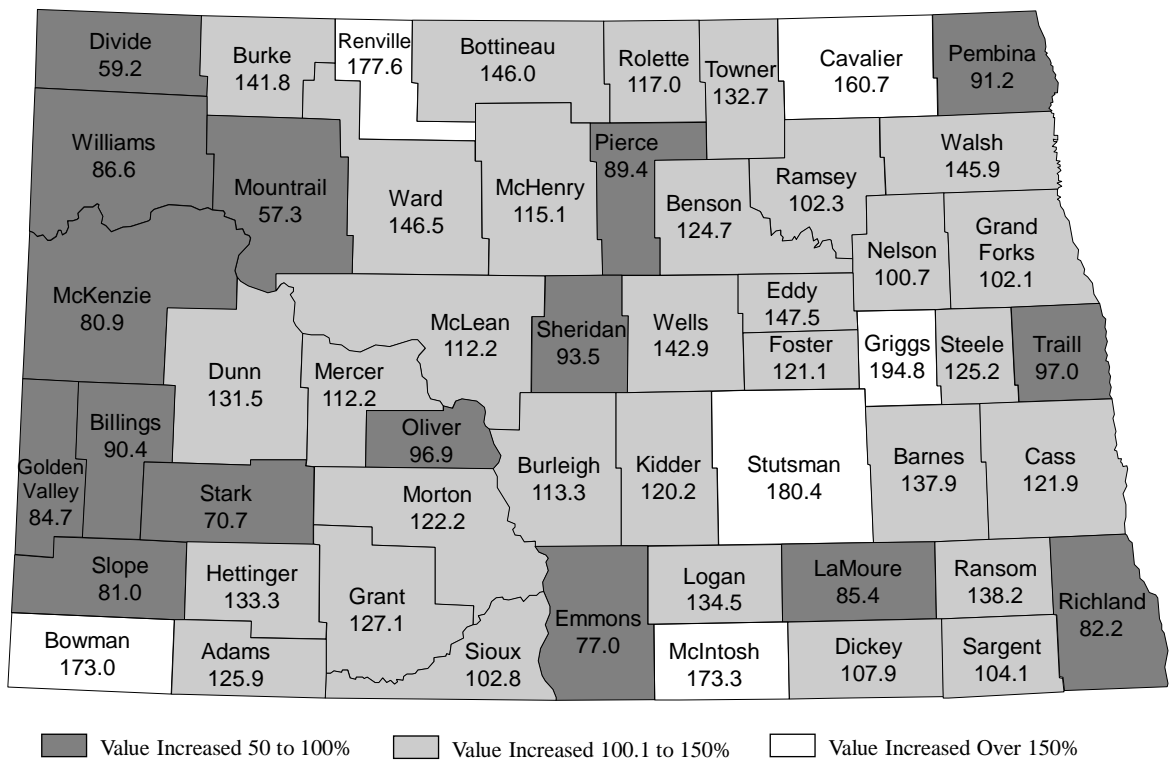 Divide
59.2
Burke
141.8
Renville
177.6
Bottineau
146.0
Rolette
117.0
Towner
132.7
Cavalier
160.7
Pembina
91.2
Williams
86.6
Mountrail
57.3
Ward
146.5
McHenry
115.1
Pierce
89.4
Benson
124.7
Ramsey
102.3
Walsh
145.9
Nelson
100.7
Grand
Forks
102.1
McKenzie
80.9
Dunn
131.5
Mercer
112.2
McLean
112.2
Sheridan
93.5
Wells
142.9
Eddy
147.5
Foster
121.1
Griggs
194.8
Steele
125.2
Traill
97.0
Golden
Valley
84.7
Billings
90.4
Stark
70.7
Oliver
96.9
Morton
122.2
Burleigh
113.3
Kidder
120.2
Stutsman
180.4
Barnes
137.9
Cass
121.9
Slope
81.0
Hettinger
133.3
Grant
127.1
Emmons
77.0
Logan
134.5
LaMoure
85.4
Ransom
138.2
Richland
82.2
Bowman
173.0
Adams
125.9
Sioux
102.8
McIntosh
173.3
Dickey
107.9
Sargent
104.1
Value Increased 50 to 100%
Value Increased 100.1 to 150%
Value Increased Over 150%